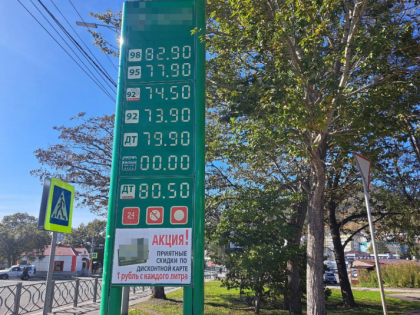 98 82.90
95 77.90
92 74.50
92 73.90
ДТ 79.90
00.00
ДТ 80.50
24
АКЦИЯ!
ПРИЯТНЫЕ
СКИДКИ ПО
ДИСКОНТНОЙ
КАРТЕ
1 рубль с каждого литра